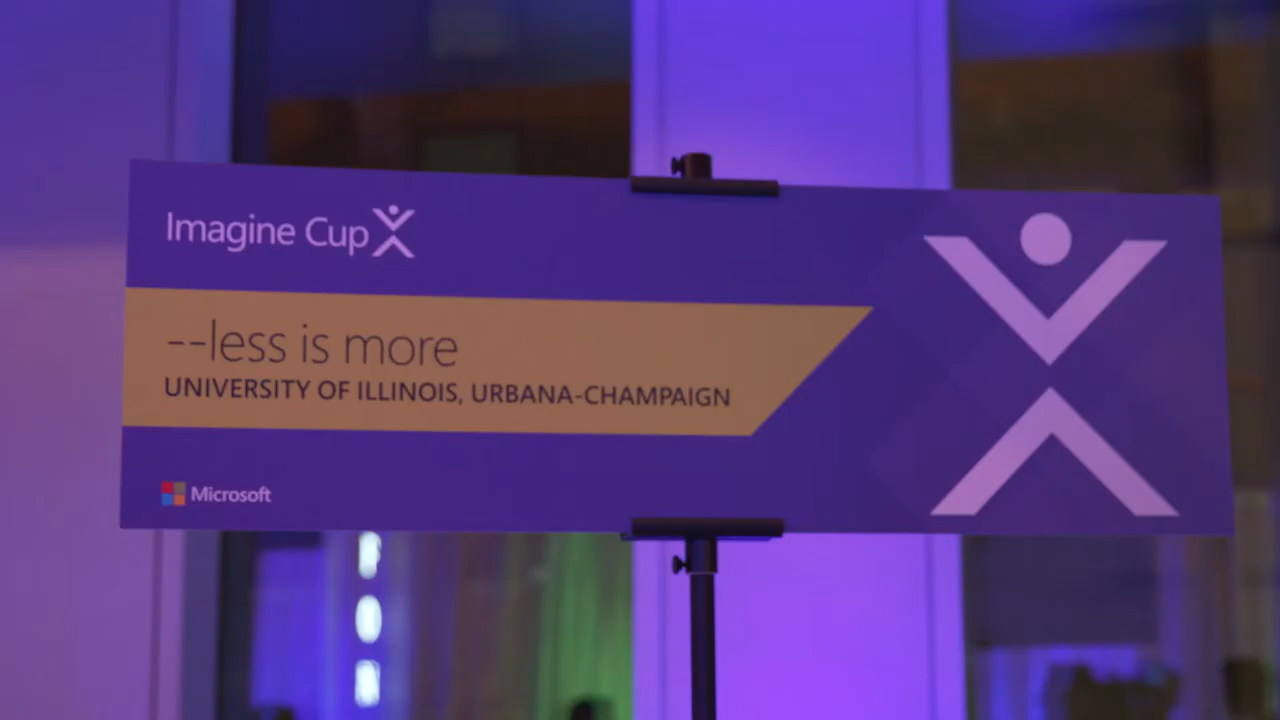 Imagine Cup
--less is more
UNIVERSITY OF ILLINOIS, URBANA-CHAMPAIGN
Microsoft